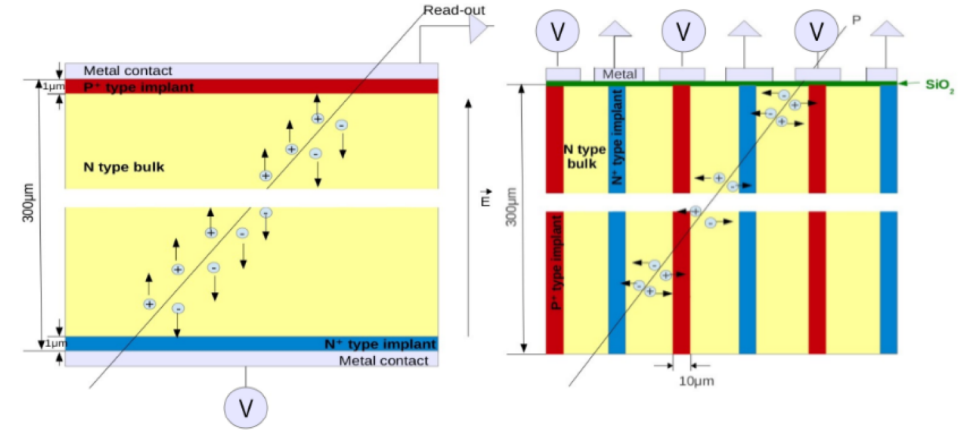 Read-out
Metal contact
1μm
P⁺ type implant
N type bulk
300μm
E
1μm
N⁺ type implant
Metal contact
V
V
V
V
P
Metal
SiO₂
N type
bulk
N⁺ type implant
300μm
P⁺ type implant
10μm